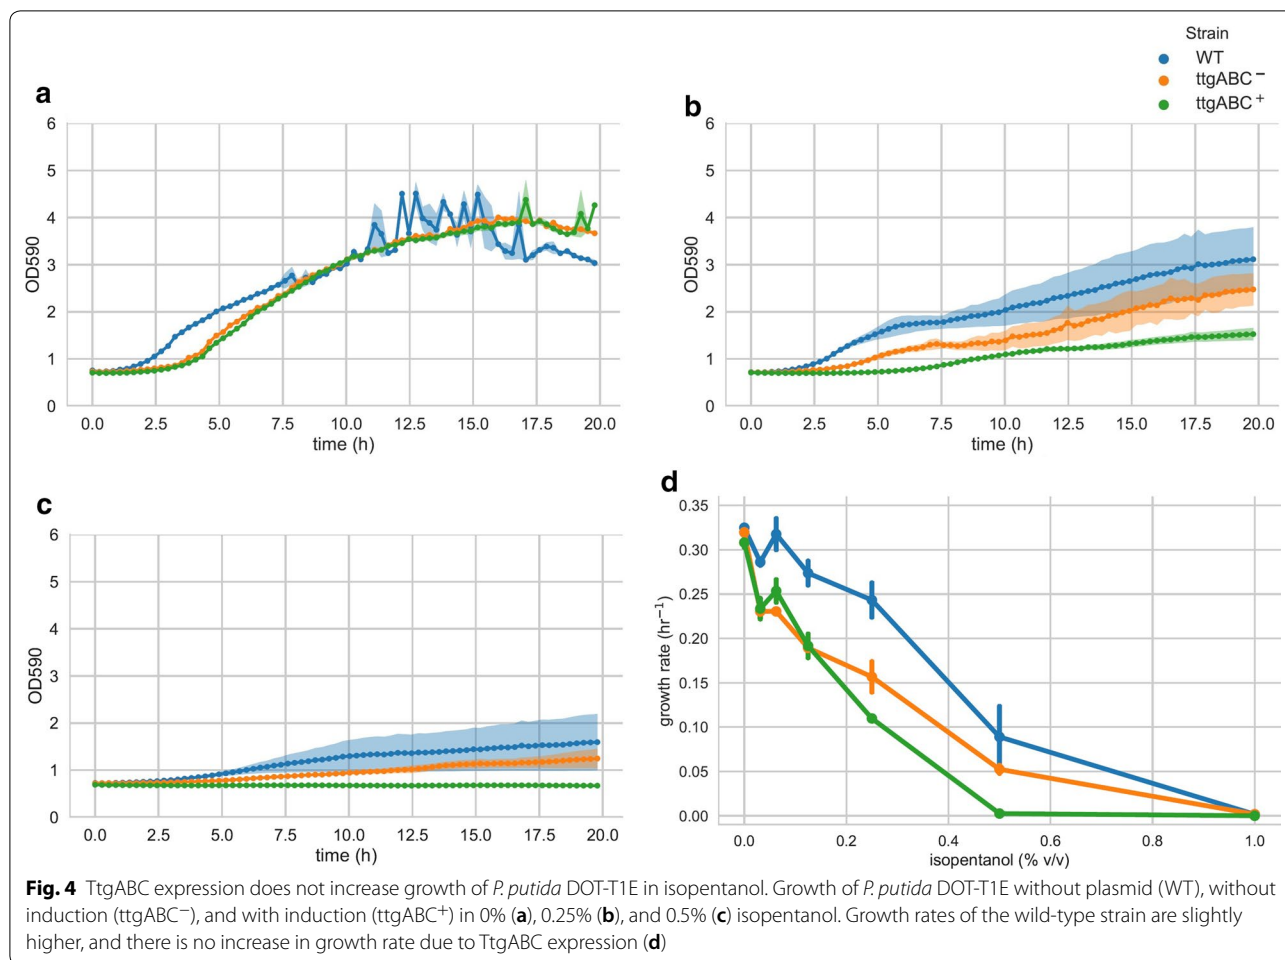 Strain
WT
ttgABC⁻
ttgABC⁺
a
6
5
4
3
2
1
0
OD590
0.0 2.5 5.0 7.5 10.0 12.5 15.0 17.5 20.0
time (h)
b
6
5
4
3
2
1
0
OD590
0.0 2.5 5.0 7.5 10.0 12.5 15.0 17.5 20.0
time (h)
c
6
5
4
3
2
1
0
OD590
0.0 2.5 5.0 7.5 10.0 12.5 15.0 17.5 20.0
time (h)
d
0.35
0.30
0.25
0.20
0.15
0.10
0.05
0.00
growth rate (hr⁻¹)
0.0 0.2 0.4 0.6 0.8 1.0
isopentanol (% v/v)
Fig. 4 TtgABC expression does not increase growth of P. putida DOT-T1E in isopentanol. Growth of P. putida DOT-T1E without plasmid (WT), without
induction (ttgABC⁻), and with induction (ttgABC⁺) in 0% (a), 0.25% (b), and 0.5% (c) isopentanol. Growth rates of the wild-type strain are slightly
higher, and there is no increase in growth rate due to TtgABC expression (d)